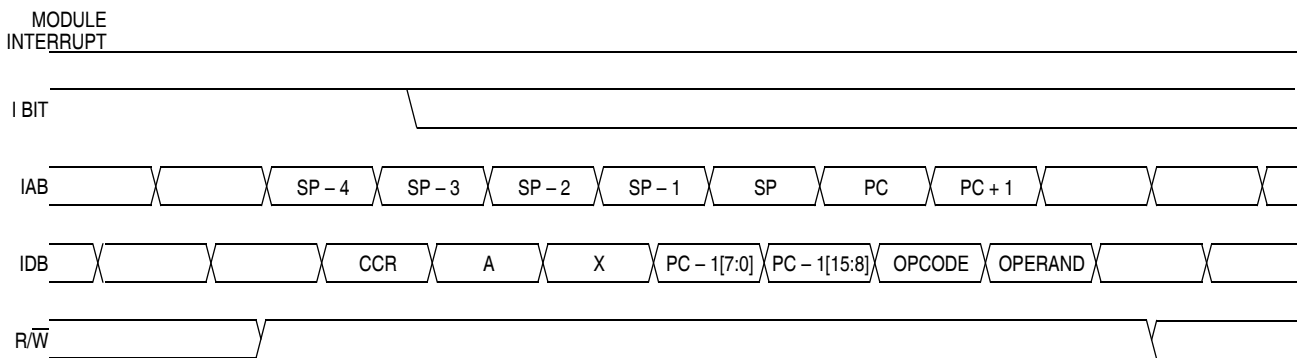 MODULE
INTERRUPT
I BIT
IAB SP – 4 SP – 3 SP – 2 SP – 1 SP PC PC + 1
IDB CCR A X PC – 1[7:0] PC – 1[15:8] OPCODE OPERAND
R/W̅